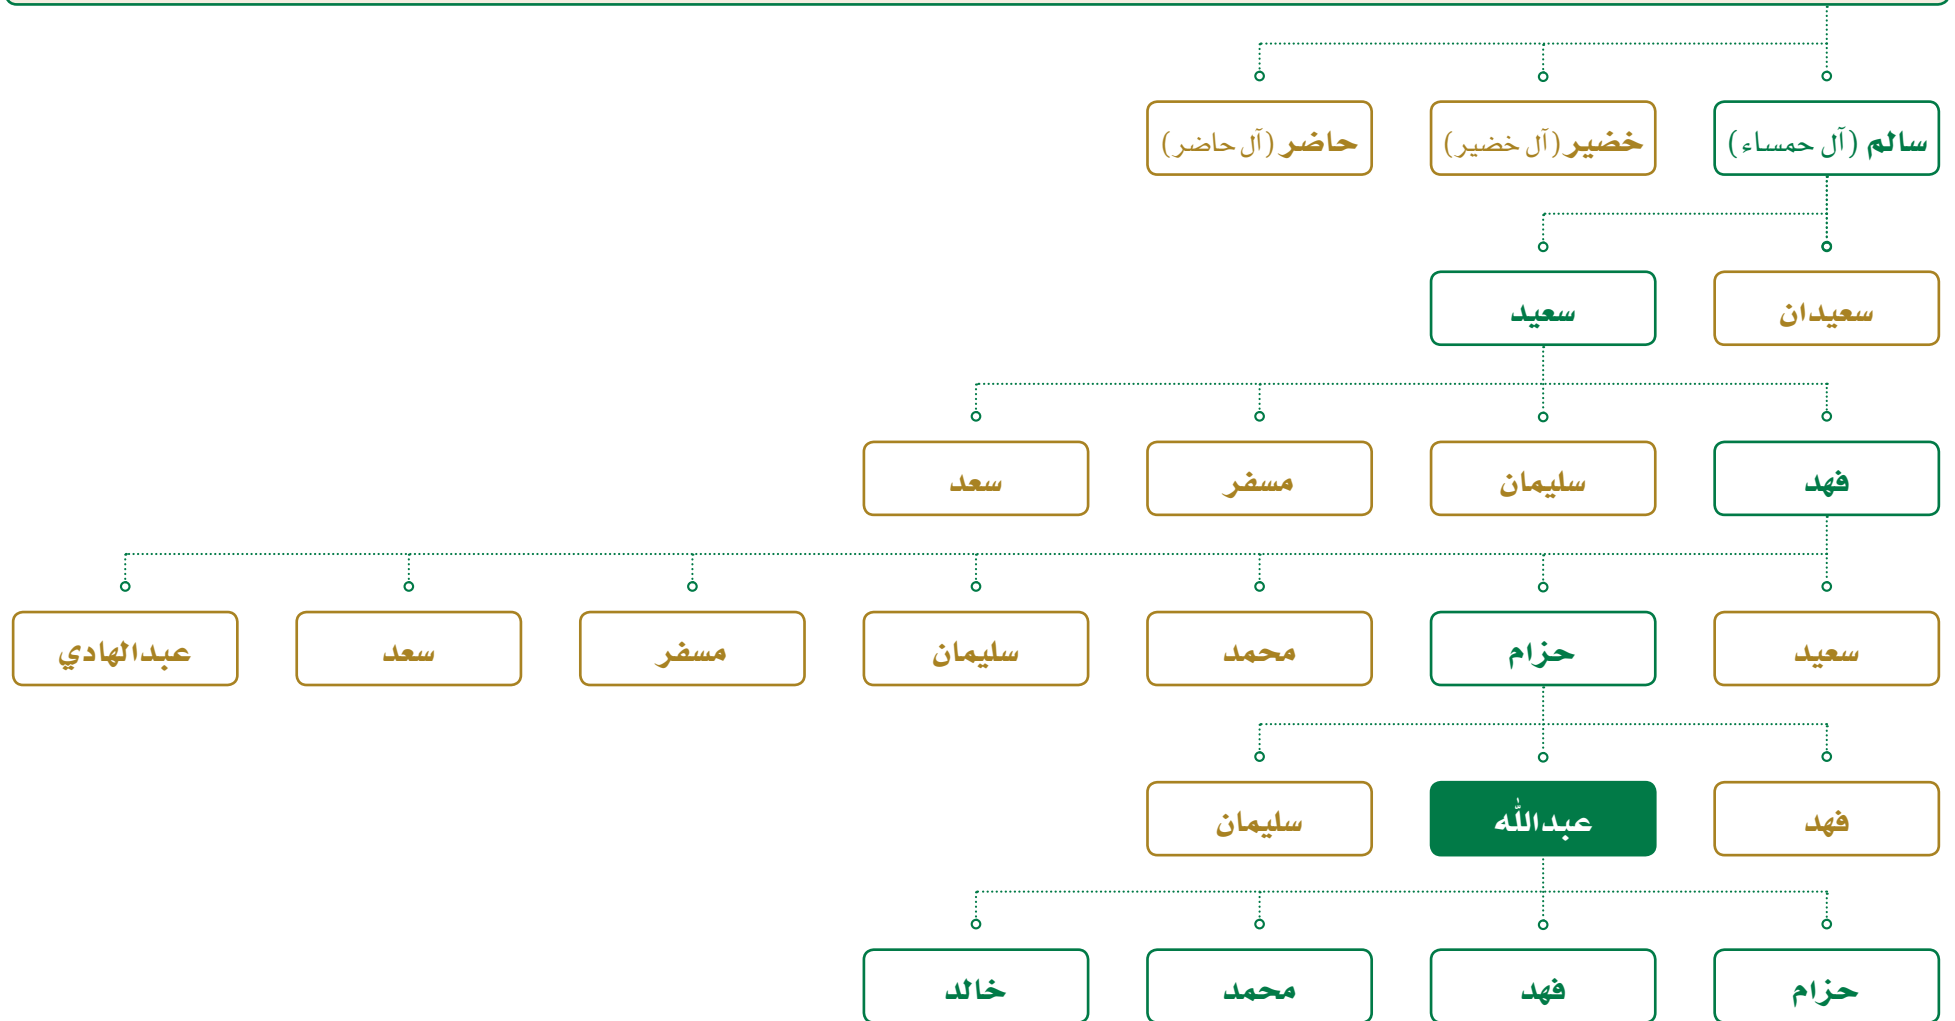 سالم (آل حمساء)
خضير (آل خضير)
حاضر (آل حاضر)
سعيدان
سعيد
فهد
سليمان
مسفر
سعد
سعيد
حزام
محمد
سليمان
مسفر
سعد
عبدالهادي
فهد
عبدالله
سليمان
حزام
فهد
محمد
خالد